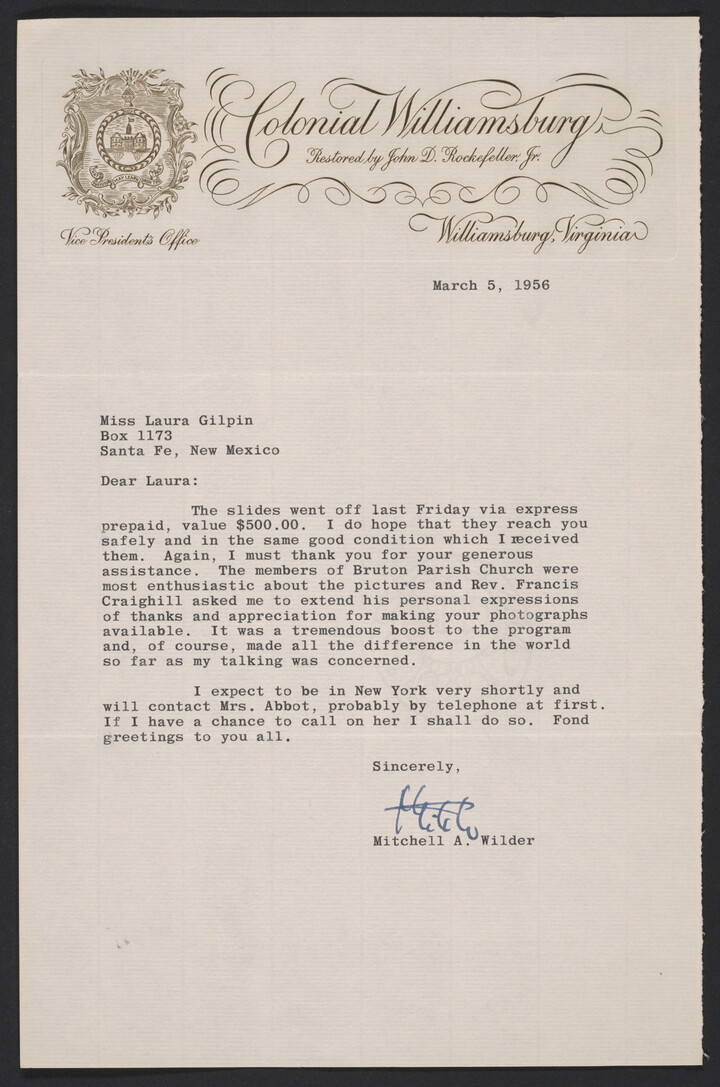 Colonial Williamsburg
Restored by John D. Rockefeller, Jr.
Vice President's Office
Williamsburg, Virginia
March 5, 1956
Miss Laura Gilpin
Box 1173
Santa Fe, New Mexico
Dear Laura:
The slides went off last Friday via express
prepaid, value $500.00. I do hope that they reach you
safely and in the same good condition which I received
them. Again, I must thank you for your generous
assistance. The members of Bruton Parish Church were
most enthusiastic about the pictures and Rev. Francis
Craighill asked me to extend his personal expressions
of thanks and appreciation for making your photographs
available. It was a tremendous boost to the program
and, of course, made all the difference in the world
so far as my talking was concerned.
I expect to be in New York very shortly and
will contact Mrs. Abbot, probably by telephone at first.
If I have a chance to call on her I shall do so. Fond
greetings to you all.
Sincerely,
Mitchell A. Wilder